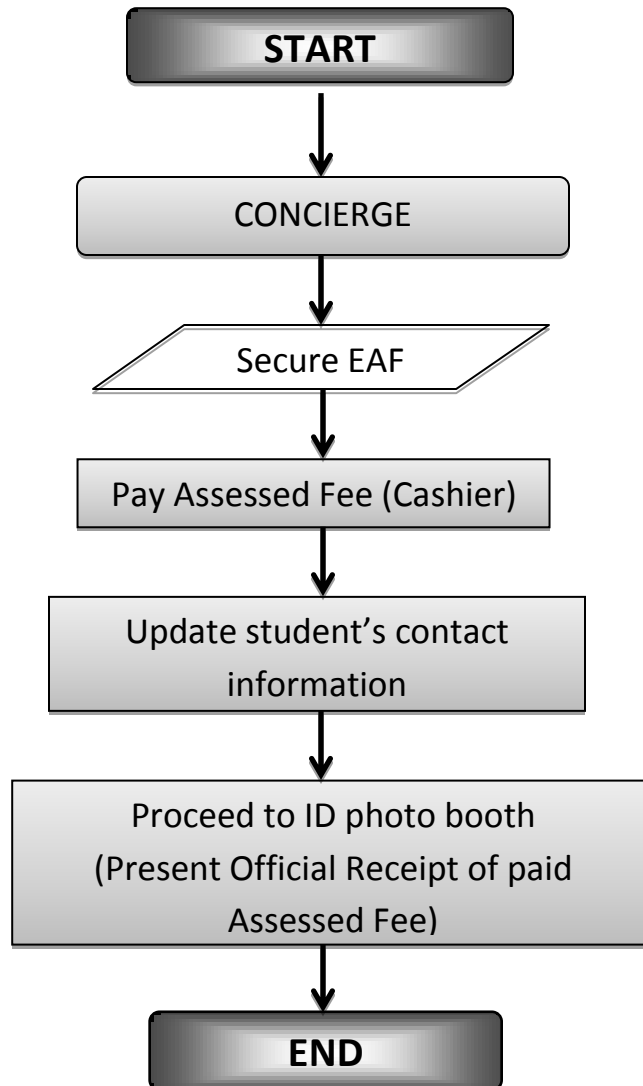 START
CONCIERGE
Secure EAF
Pay Assessed Fee (Cashier)
Update student’s contact
information
Proceed to ID photo booth
(Present Official Receipt of paid
Assessed Fee)
END